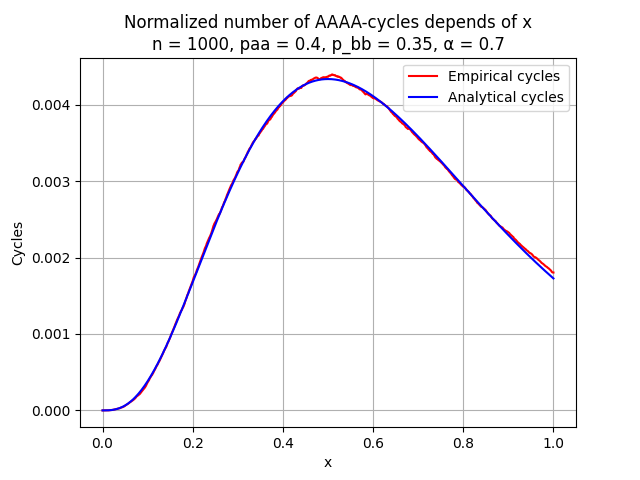 Normalized number of AAAA-cycles depends of x
n = 1000, paa = 0.4, p_bb = 0.35, α = 0.7
Empirical cycles
Analytical cycles
Cycles
0.004
0.003
0.002
0.001
0.000
0.0 0.2 0.4 0.6 0.8 1.0
x